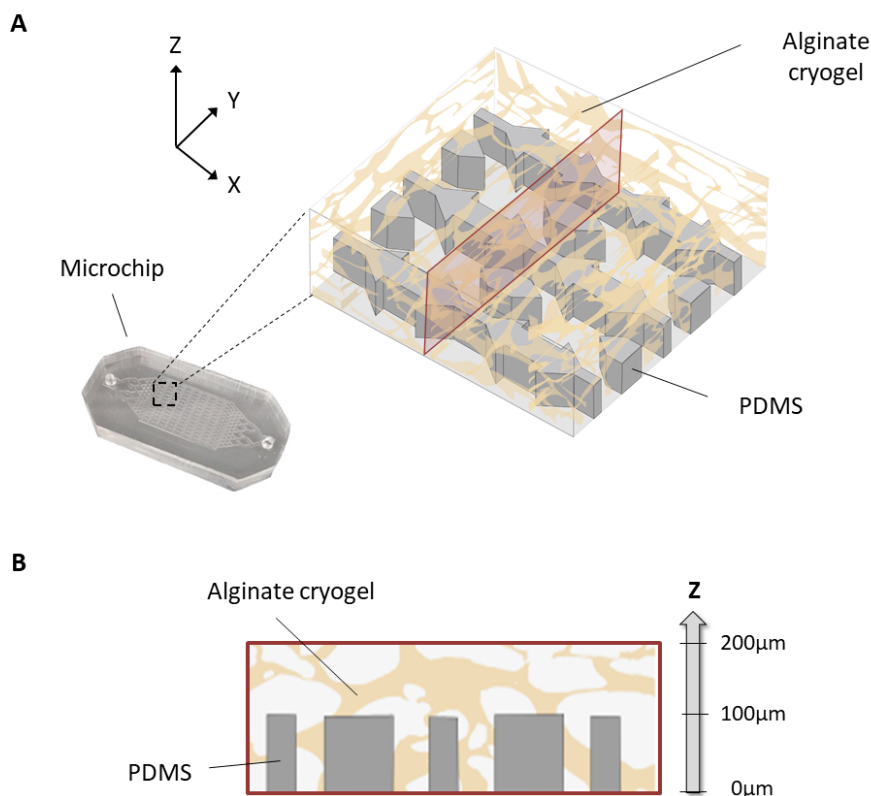 A
Z
Y
X
Alginate
cryogel
Microchip
PDMS
B
Alginate cryogel
Z
200µm
100µm
PDMS
0µm